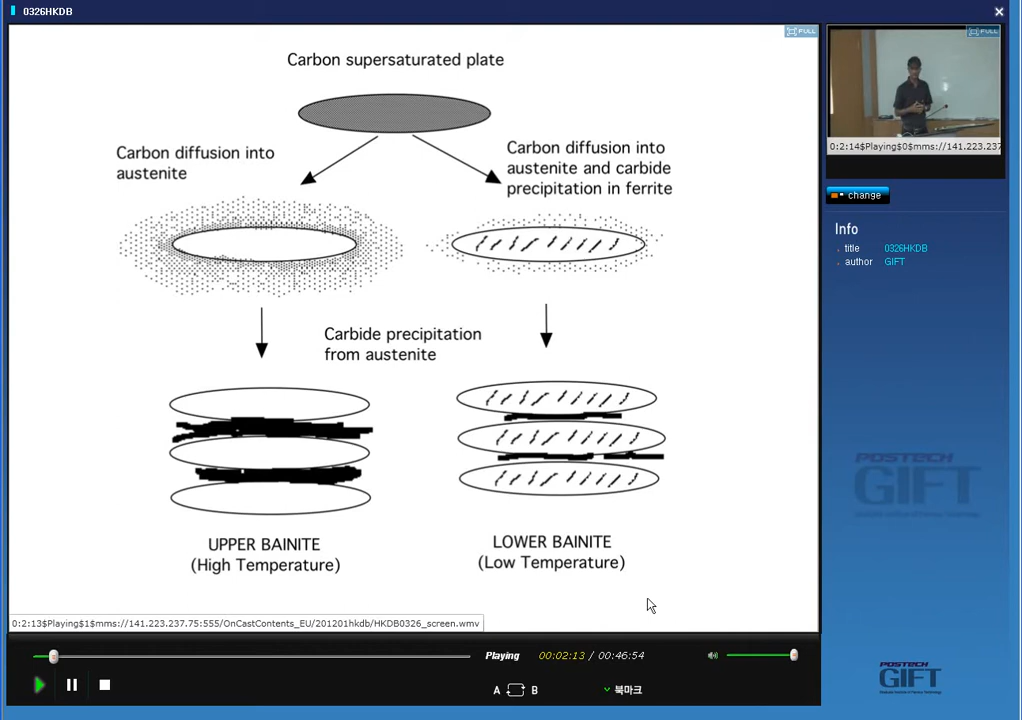 0326HKDB
FULL
FULL
Carbon supersaturated plate
Carbon diffusion into
austenite
Carbon diffusion into
austenite and carbide
precipitation in ferrite
Carbide precipitation
from austenite
UPPER BAINITE
(High Temperature)
LOWER BAINITE
(Low Temperature)
0:2:13$Playing$1$mms://141.223.237.75:555/OnCastContents_EU/201201hkdb/HKDB0326_screen.wmv
Playing
00:02:13 / 00:46:54
A B
북마크
0:2:14$Playing$0$mms://141.223.237
change
Info
title 0326HKDB
author GIFT
POSTECH
GIFT
POSTECH
GIFT